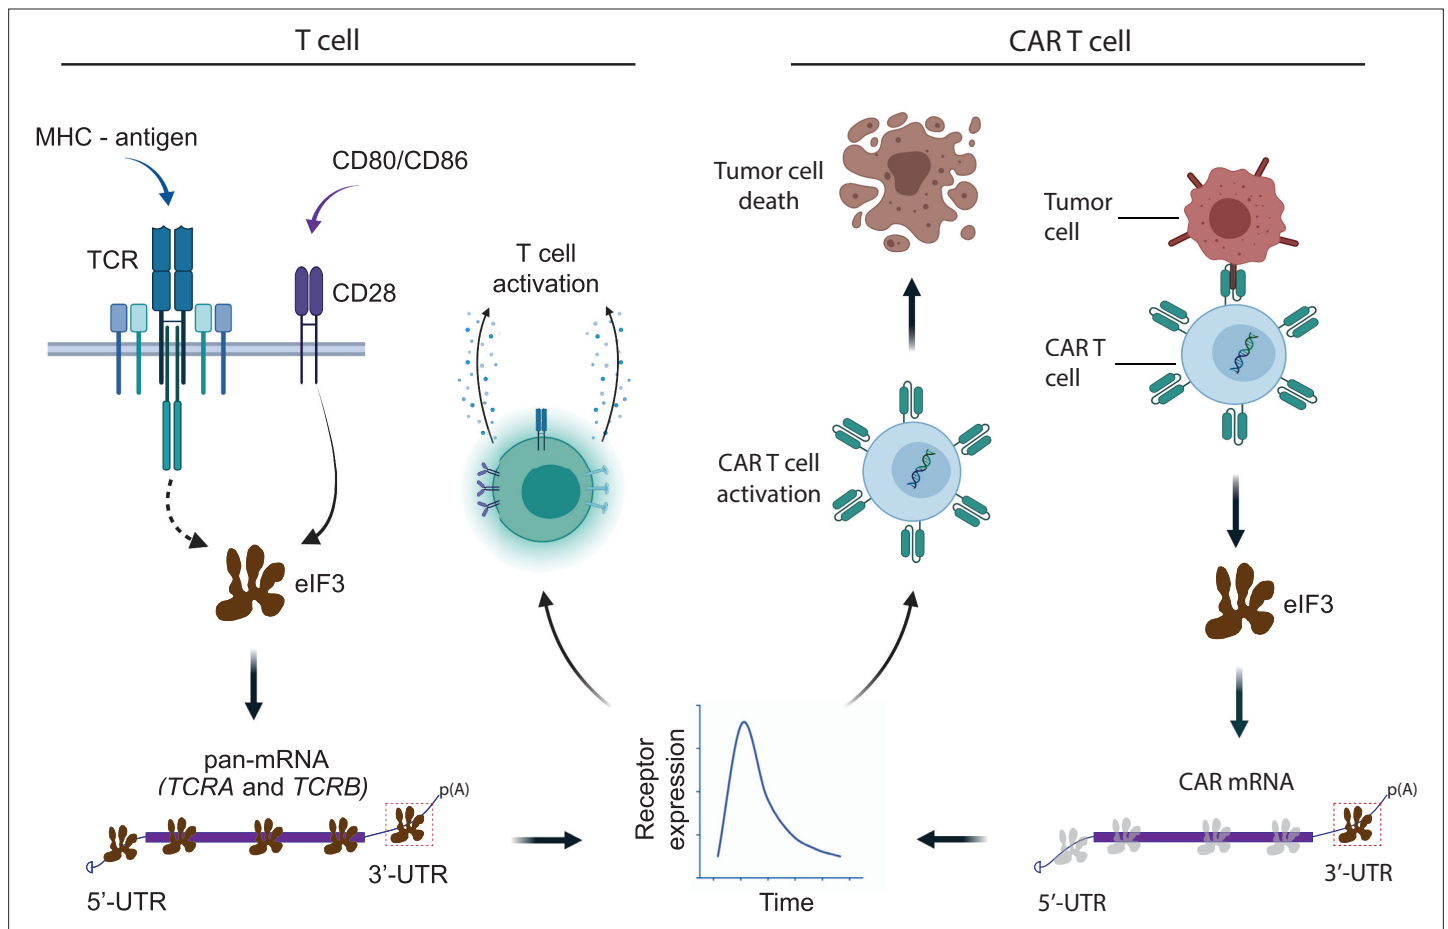 T cell
MHC - antigen
CD80/CD86
TCR
CD28
T cell
activation
eIF3
pan-mRNA
(TCRA and TCRB)
p(A)
3’-UTR
5’-UTR
Receptor
expression
Time
CAR T cell
Tumor cell
death
Tumor
cell
CAR T
cell
CAR T cell
activation
eIF3
CAR mRNA
p(A)
3′-UTR
5′-UTR